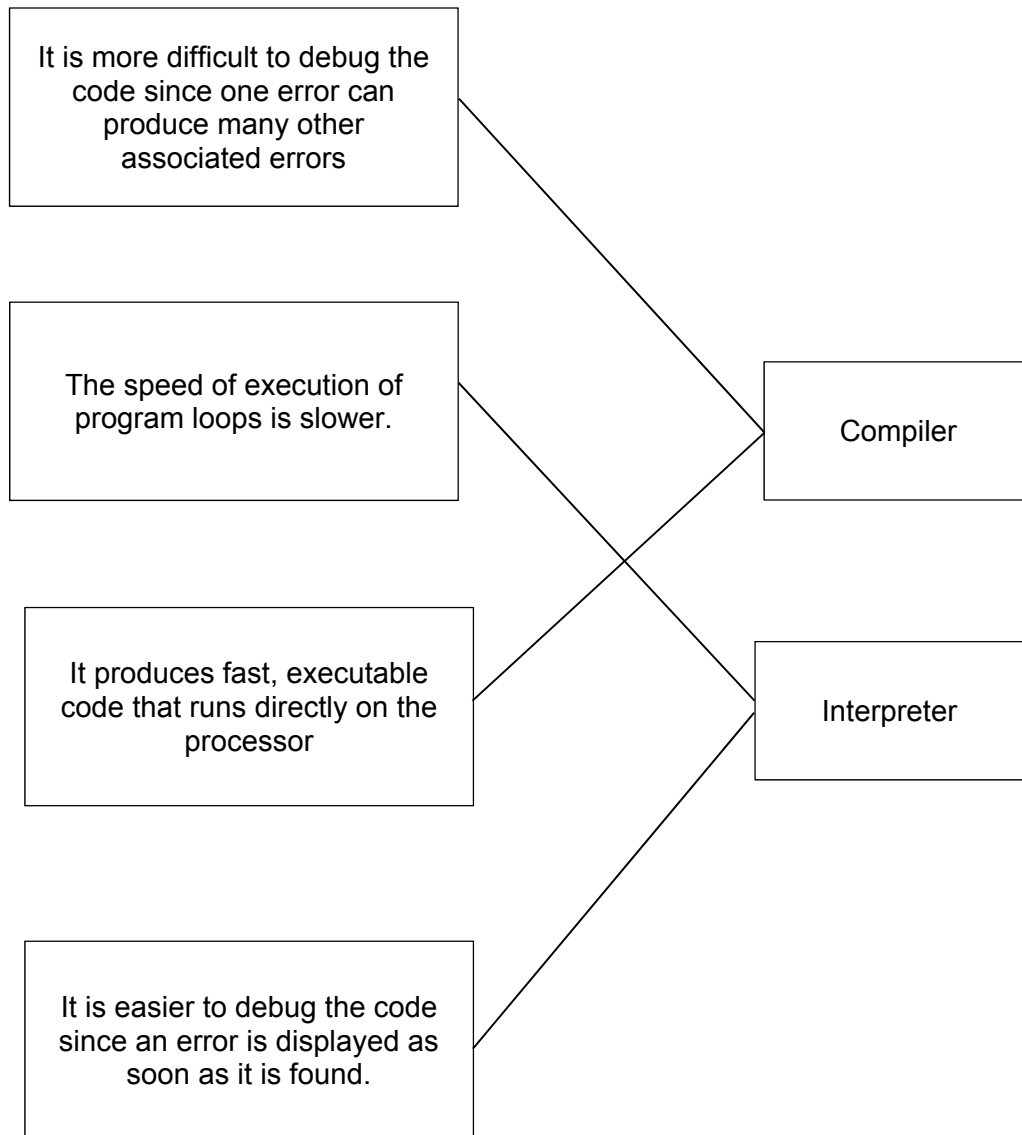 It is more difficult to debug the
code since one error can
produce many other
associated errors
The speed of execution of
program loops is slower.
Compiler
It produces fast, executable
code that runs directly on the
processor
Interpreter
It is easier to debug the code
since an error is displayed as
soon as it is found.